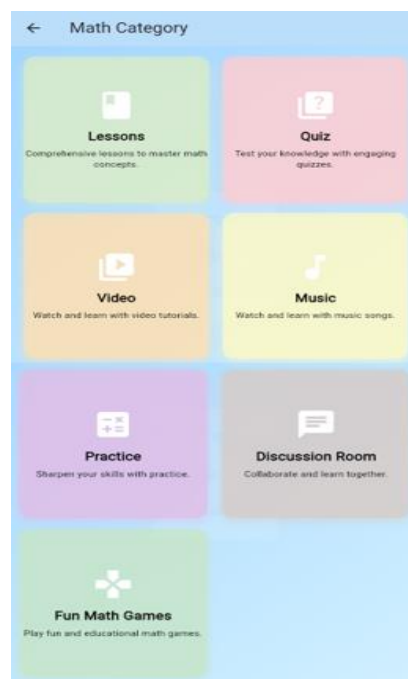 Math Category
Lessons
Comprehensive lessons to master math
concepts.
Quiz
Test your knowledge with engaging
quizzes.
Video
Watch and learn with video tutorials.
Music
Watch and learn with music songs.
Practice
Sharpen your skills with practice.
Discussion Room
Collaborate and learn together.
Fun Math Games
Play fun and educational math games.